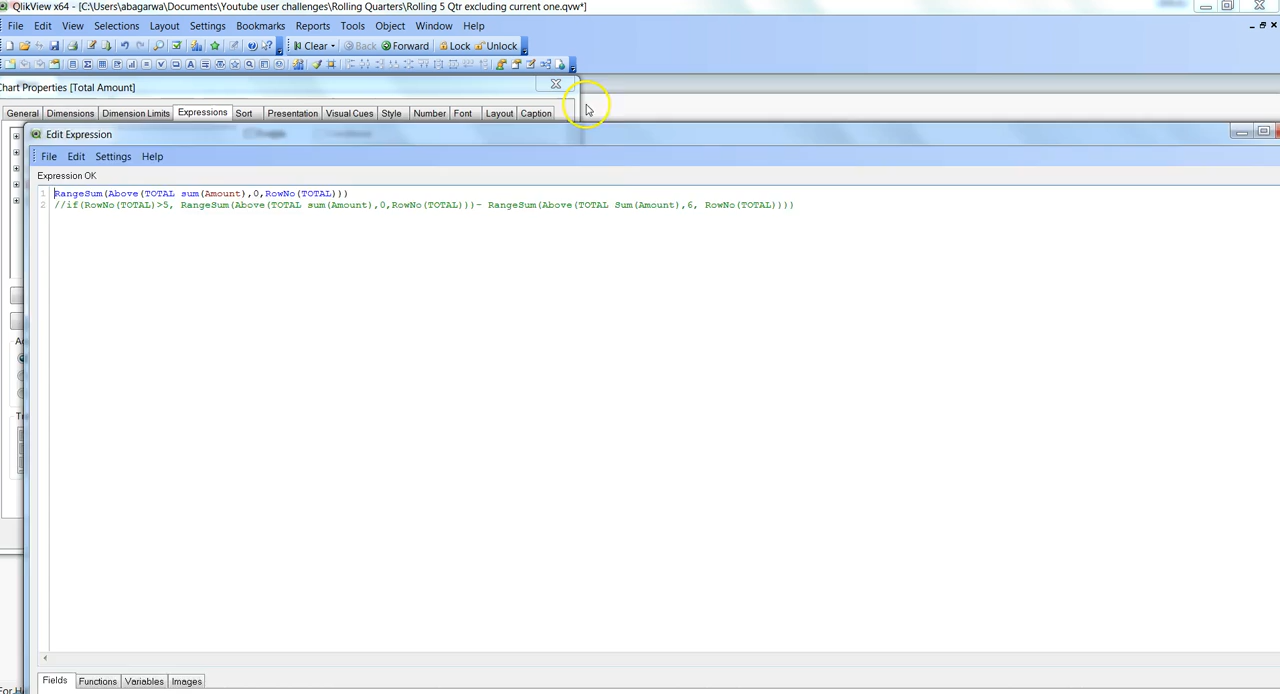 QlikView x64 - [C:\Users\abagarwa\Documents\Youtube user challenges\Rolling Quarters\Rolling 5 Qtr excluding current one.qvw*]
File Edit View Selections Layout Settings Bookmarks Reports Tools Object Window Help
Clear Back Forward Lock Unlock
Chart Properties [Total Amount]
General Dimensions Dimension Limits Expressions Sort Presentation Visual Cues Style Number Font Layout Caption
Edit Expression
File Edit Settings Help
Expression OK
1 RangeSum(Above(TOTAL sum(Amount),0,RowNo(TOTAL)))
2 //if(RowNo(TOTAL)>5, RangeSum(Above(TOTAL sum(Amount),0,RowNo(TOTAL)))- RangeSum(Above(TOTAL Sum(Amount),6, RowNo(TOTAL))))
Fields Functions Variables Images